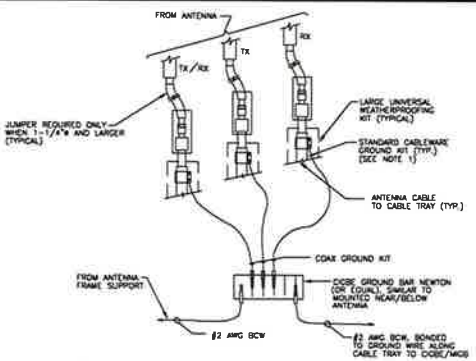 FROM ANTENNA
TX/RX
TX
RX
JUMPER REQUIRED ONLY
WHEN 1-1/4"ø AND LARGER
(TYPICAL)
LARGE UNIVERSAL
WEATHERPROOFING
KIT (TYPICAL)
STANDARD CABLEWARE
GROUND KIT (TYP.)
(SEE NOTE 1)
ANTENNA CABLE
TO CABLE TRAY (TYP.)
COAX GROUND KIT
FROM ANTENNA
FRAME SUPPORT
CIGBE GROUND BAR NEWTON
(OR EQUAL), SIMILAR TO
MOUNTED NEAR/BELOW
ANTENNA
#2 AWG BCW
#2 AWG BCW, BONDED
TO GROUND WIRE ALONG
CABLE TRAY TO CIGBE/MIGB